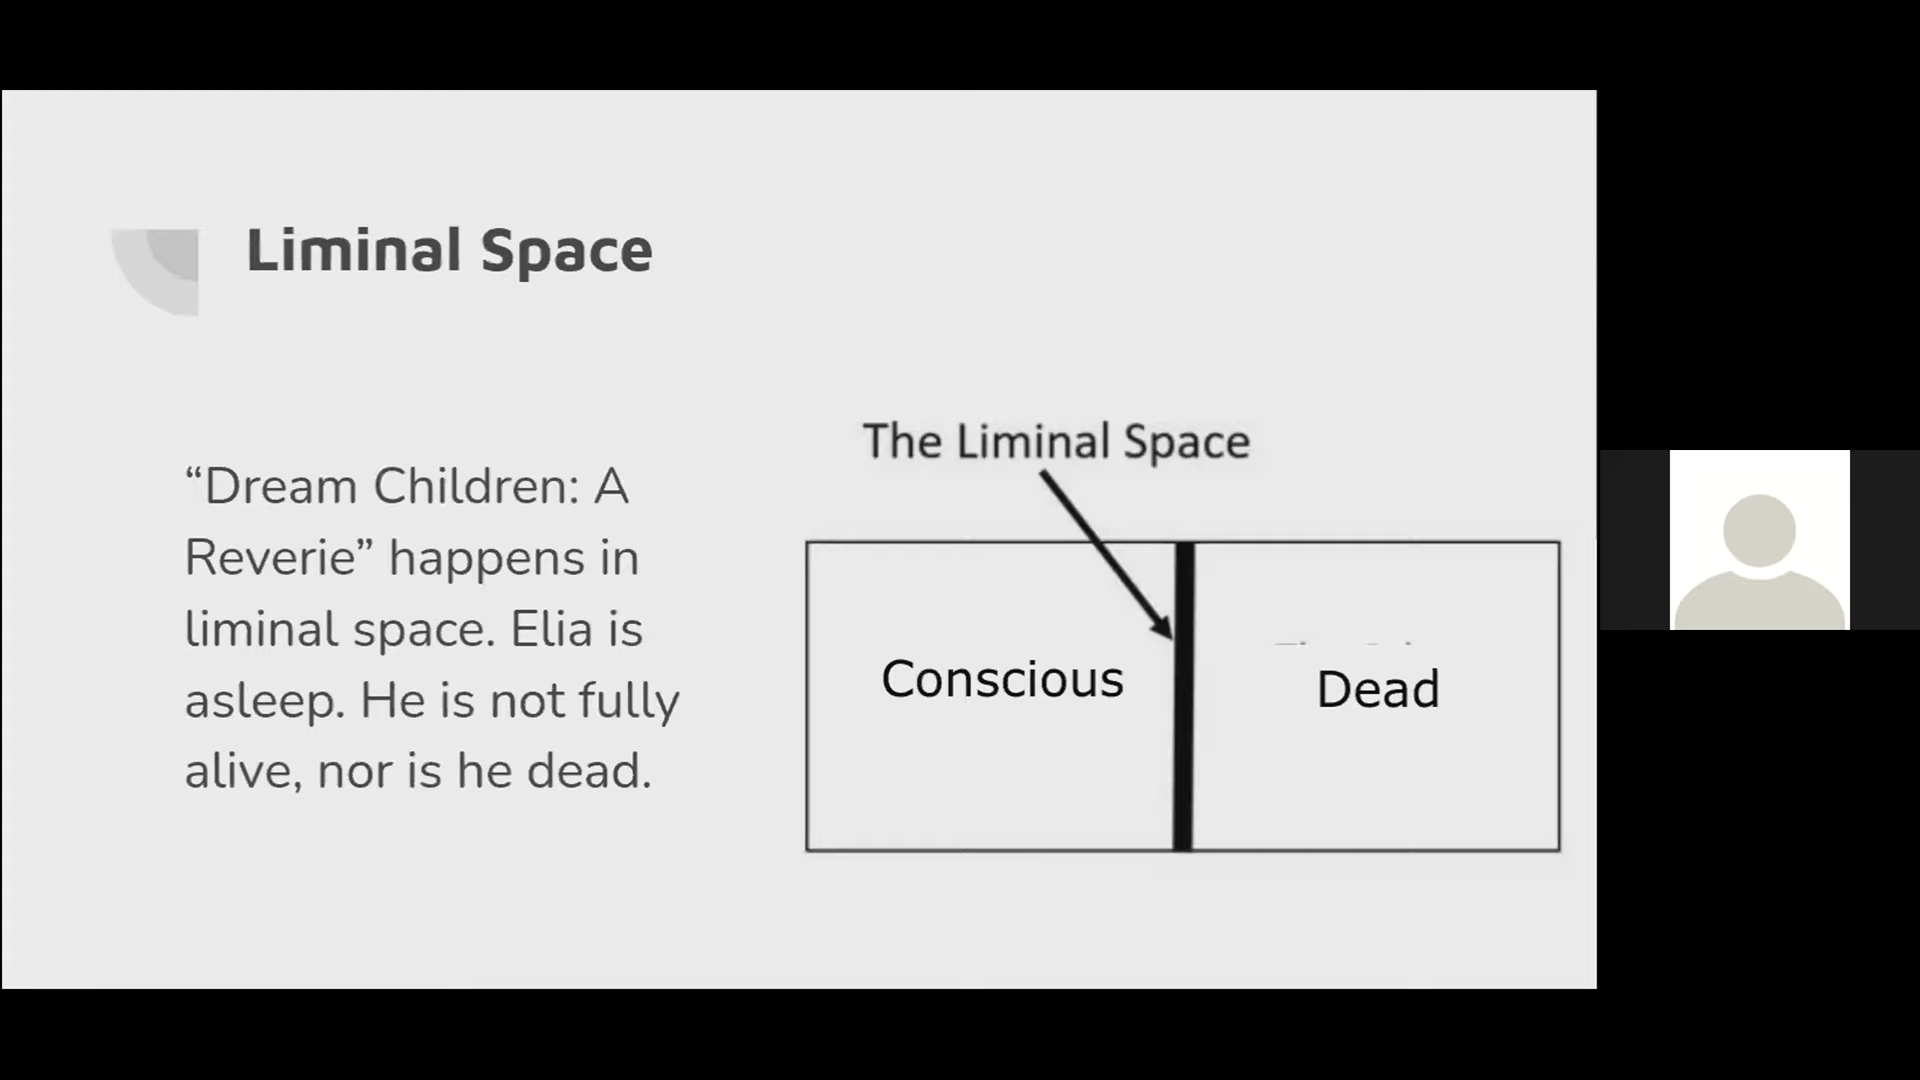 Liminal Space
“Dream Children: A
Reverie” happens in
liminal space. Elia is
asleep. He is not fully
alive, nor is he dead.
The Liminal Space
Conscious
Dead